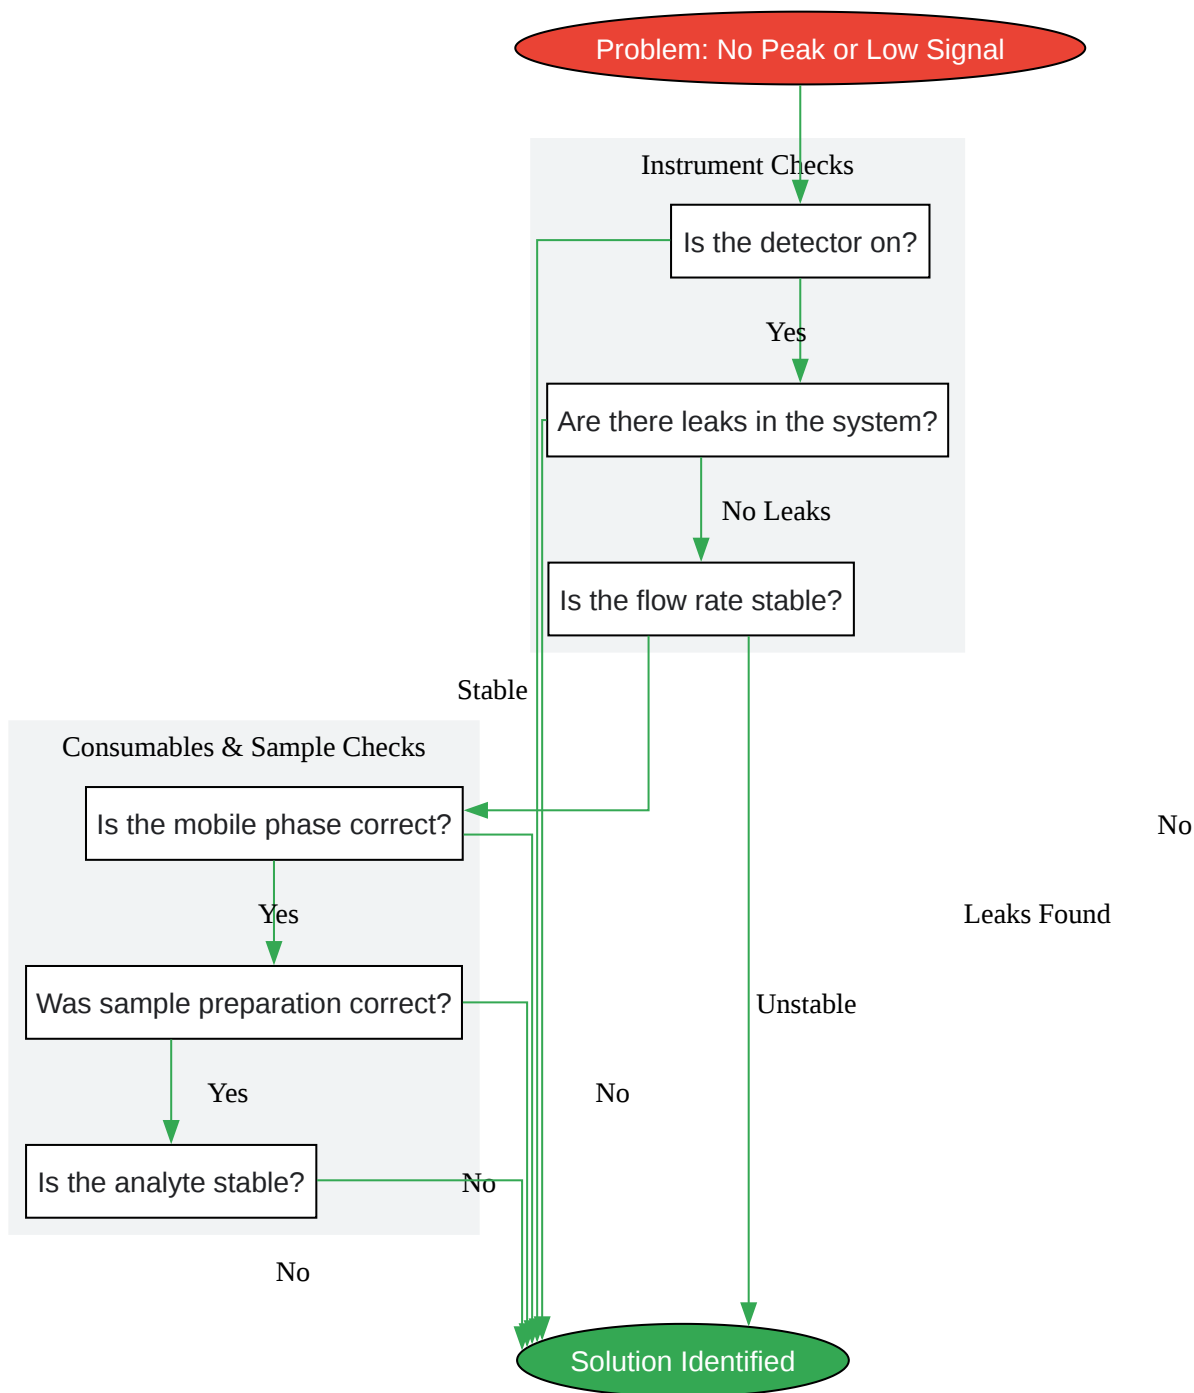 Problem: No Peak or Low Signal
Instrument Checks
Is the detector on?
Yes
Are there leaks in the system?
No Leaks
Is the flow rate stable?
Stable
Consumables & Sample Checks
Is the mobile phase correct?
No
Yes
Leaks Found
Was sample preparation correct?
Unstable
Yes
No
Is the analyte stable?
No
No
Solution Identified